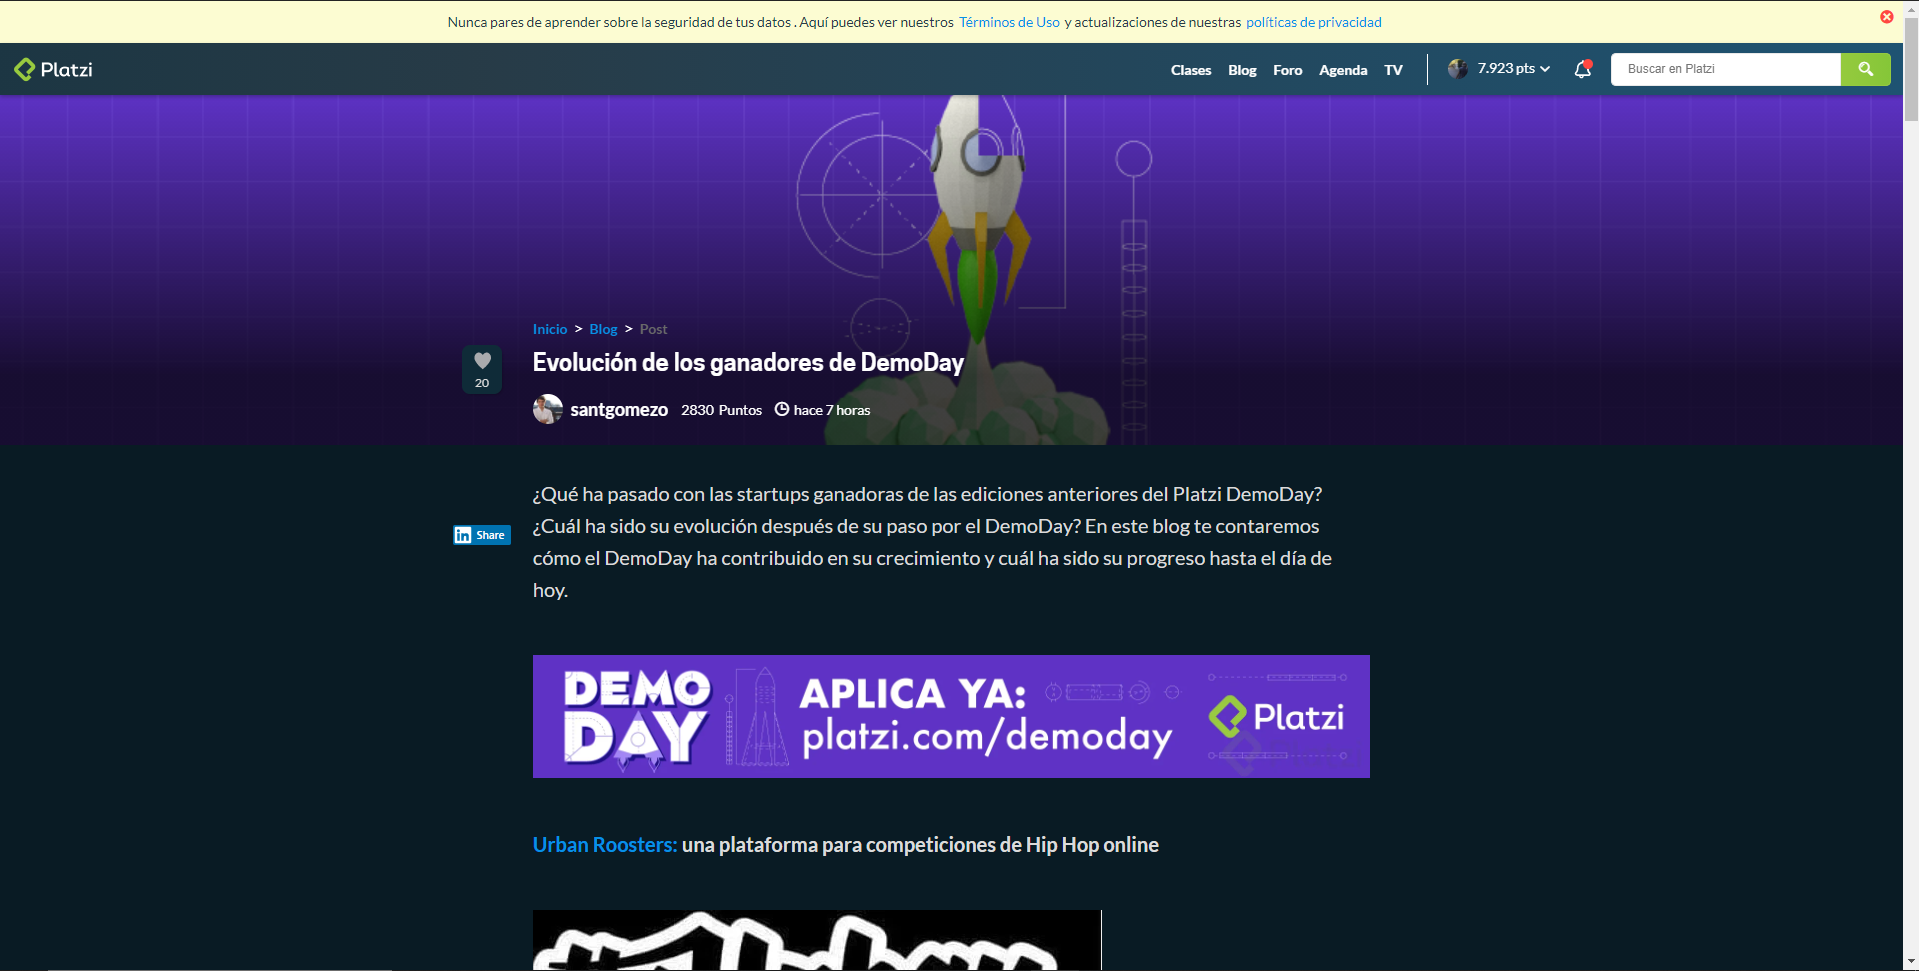 Nunca pares de aprender sobre la seguridad de tus datos . Aquí puedes ver nuestros Términos de Uso y actualizaciones de nuestras políticas de privacidad
Platzi
Clases Blog Foro Agenda TV
7.923 pts
Buscar en Platzi
Inicio > Blog > Post
Evolución de los ganadores de DemoDay
20
santgomezo 2830 Puntos hace 7 horas
¿Qué ha pasado con las startups ganadoras de las ediciones anteriores del Platzi DemoDay?
¿Cuál ha sido su evolución después de su paso por el DemoDay? En este blog te contaremos
cómo el DemoDay ha contribuido en su crecimiento y cuál ha sido su progreso hasta el día de
hoy.
in Share
DEMO
DAY
APLICA YA:
platzi.com/demoday
Platzi
Urban Roosters: una plataforma para competiciones de Hip Hop online